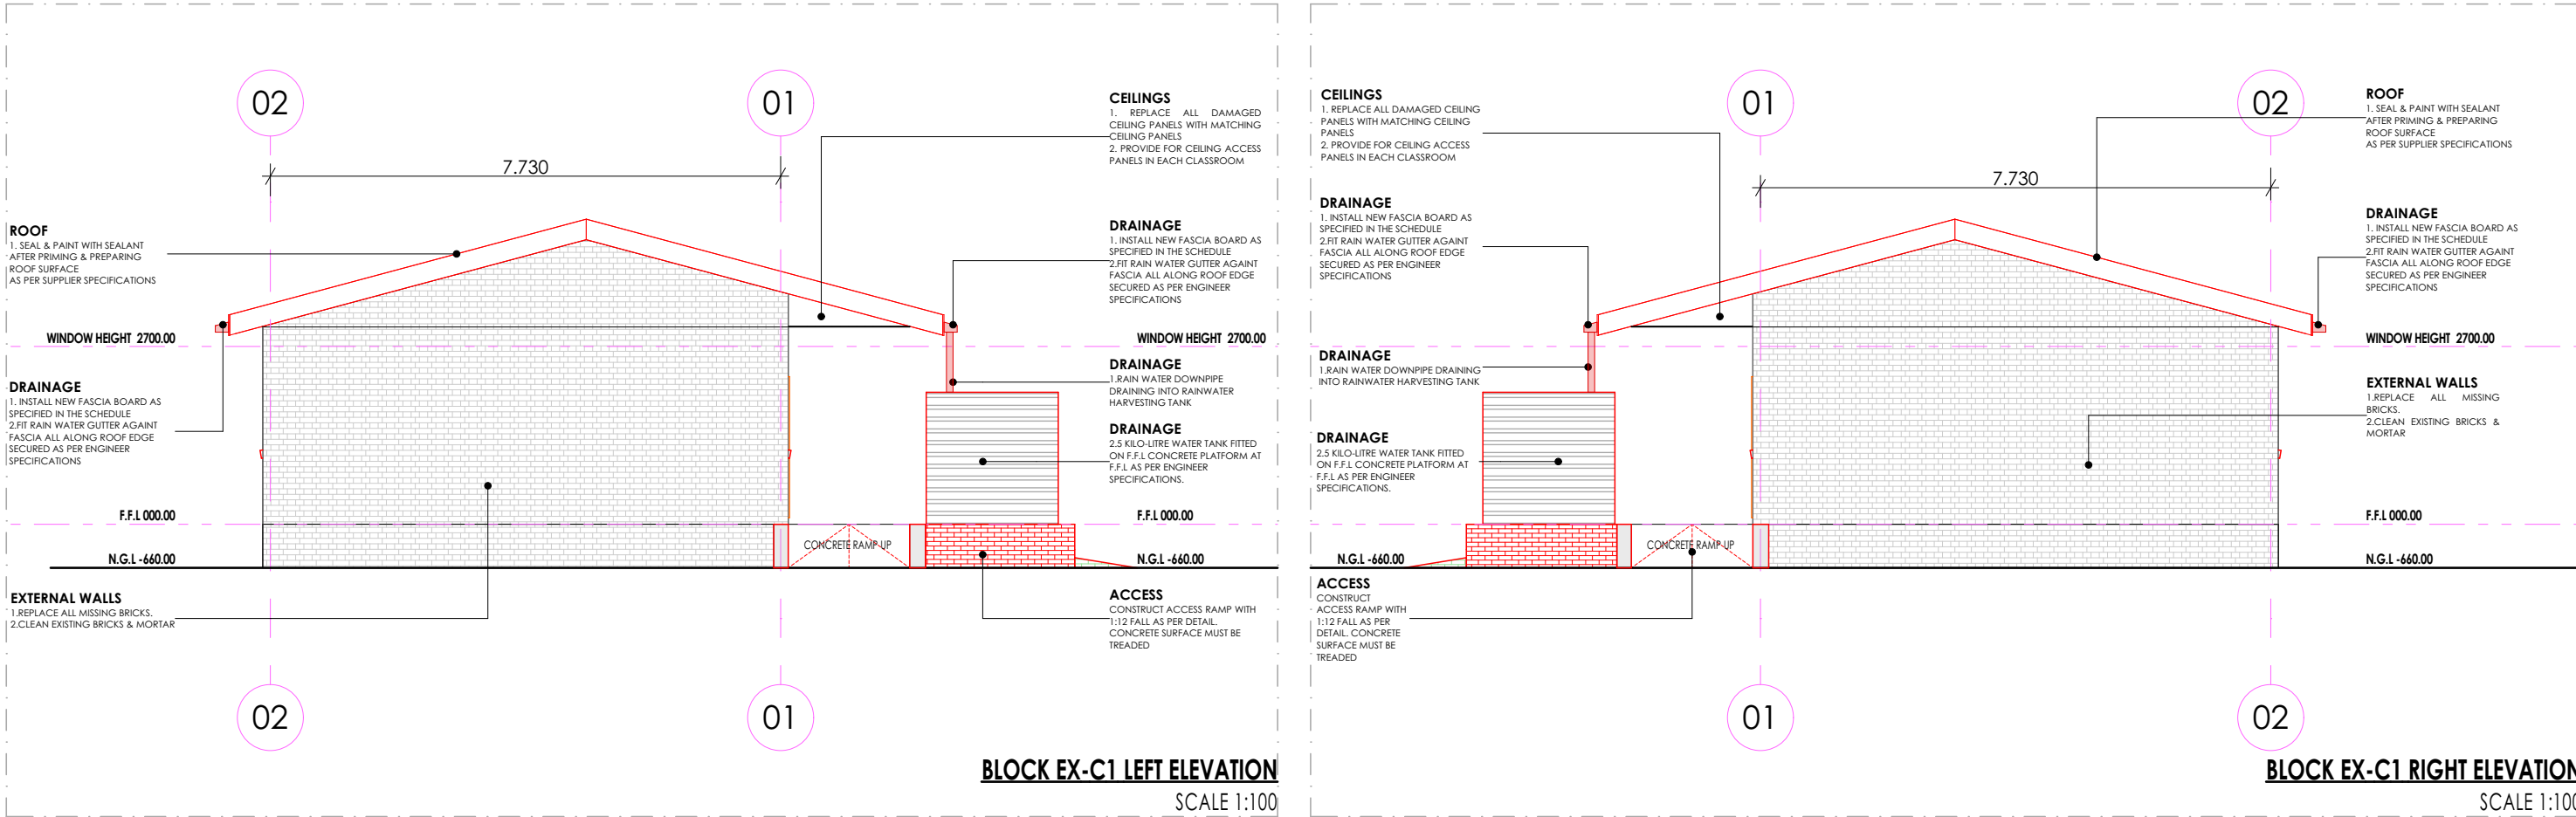 02
01
7.730
CEILINGS
1. REPLACE ALL DAMAGED
CEILING PANELS WITH MATCHING
CEILING PANELS
2. PROVIDE FOR CEILING ACCESS
PANELS IN EACH CLASSROOM
ROOF
1. SEAL & PAINT WITH SEALANT
AFTER PRIMING & PREPARING
ROOF SURFACE
AS PER SUPPLIER SPECIFICATIONS
DRAINAGE
1. INSTALL NEW FASCIA BOARD AS
SPECIFIED IN THE SCHEDULE
2.FIT RAIN WATER GUTTER AGAINT
FASCIA ALL ALONG ROOF EDGE
SECURED AS PER ENGINEER
SPECIFICATIONS
WINDOW HEIGHT 2700.00
WINDOW HEIGHT 2700.00
DRAINAGE
1. INSTALL NEW FASCIA BOARD AS
SPECIFIED IN THE SCHEDULE
2.FIT RAIN WATER GUTTER AGAINT
FASCIA ALL ALONG ROOF EDGE
SECURED AS PER ENGINEER
SPECIFICATIONS
DRAINAGE
1.RAIN WATER DOWNPIPE
DRAINING INTO RAINWATER
HARVESTING TANK
DRAINAGE
2.5 KILO-LITRE WATER TANK FITTED
ON F.F.L CONCRETE PLATFORM AT
F.F.L AS PER ENGINEER
SPECIFICATIONS.
F.F.L 000.00
F.F.L 000.00
CONCRETE RAMP UP
N.G.L -660.00
N.G.L -660.00
EXTERNAL WALLS
1.REPLACE ALL MISSING BRICKS.
2.CLEAN EXISTING BRICKS & MORTAR
ACCESS
CONSTRUCT ACCESS RAMP WITH
1:12 FALL AS PER DETAIL.
CONCRETE SURFACE MUST BE
TREADED
02
01
BLOCK EX-C1 LEFT ELEVATION
SCALE 1:100
01
02
7.730
CEILINGS
1. REPLACE ALL DAMAGED CEILING
PANELS WITH MATCHING CEILING
PANELS
2. PROVIDE FOR CEILING ACCESS
PANELS IN EACH CLASSROOM
ROOF
1. SEAL & PAINT WITH SEALANT
AFTER PRIMING & PREPARING
ROOF SURFACE
AS PER SUPPLIER SPECIFICATIONS
DRAINAGE
1. INSTALL NEW FASCIA BOARD AS
SPECIFIED IN THE SCHEDULE
2.FIT RAIN WATER GUTTER AGAINT
FASCIA ALL ALONG ROOF EDGE
SECURED AS PER ENGINEER
SPECIFICATIONS
DRAINAGE
1. INSTALL NEW FASCIA BOARD AS
SPECIFIED IN THE SCHEDULE
2.FIT RAIN WATER GUTTER AGAINT
FASCIA ALL ALONG ROOF EDGE
SECURED AS PER ENGINEER
SPECIFICATIONS
WINDOW HEIGHT 2700.00
DRAINAGE
1.RAIN WATER DOWNPIPE DRAINING
INTO RAINWATER HARVESTING TANK
EXTERNAL WALLS
1.REPLACE ALL MISSING
BRICKS.
2.CLEAN EXISTING BRICKS &
MORTAR
DRAINAGE
2.5 KILO-LITRE WATER TANK FITTED
ON F.F.L CONCRETE PLATFORM AT
F.F.L AS PER ENGINEER
SPECIFICATIONS.
F.F.L 000.00
CONCRETE RAMP UP
N.G.L -660.00
N.G.L -660.00
ACCESS
CONSTRUCT
ACCESS RAMP WITH
1:12 FALL AS PER
DETAIL. CONCRETE
SURFACE MUST BE
TREADED
01
02
BLOCK EX-C1 RIGHT ELEVATION
SCALE 1:100